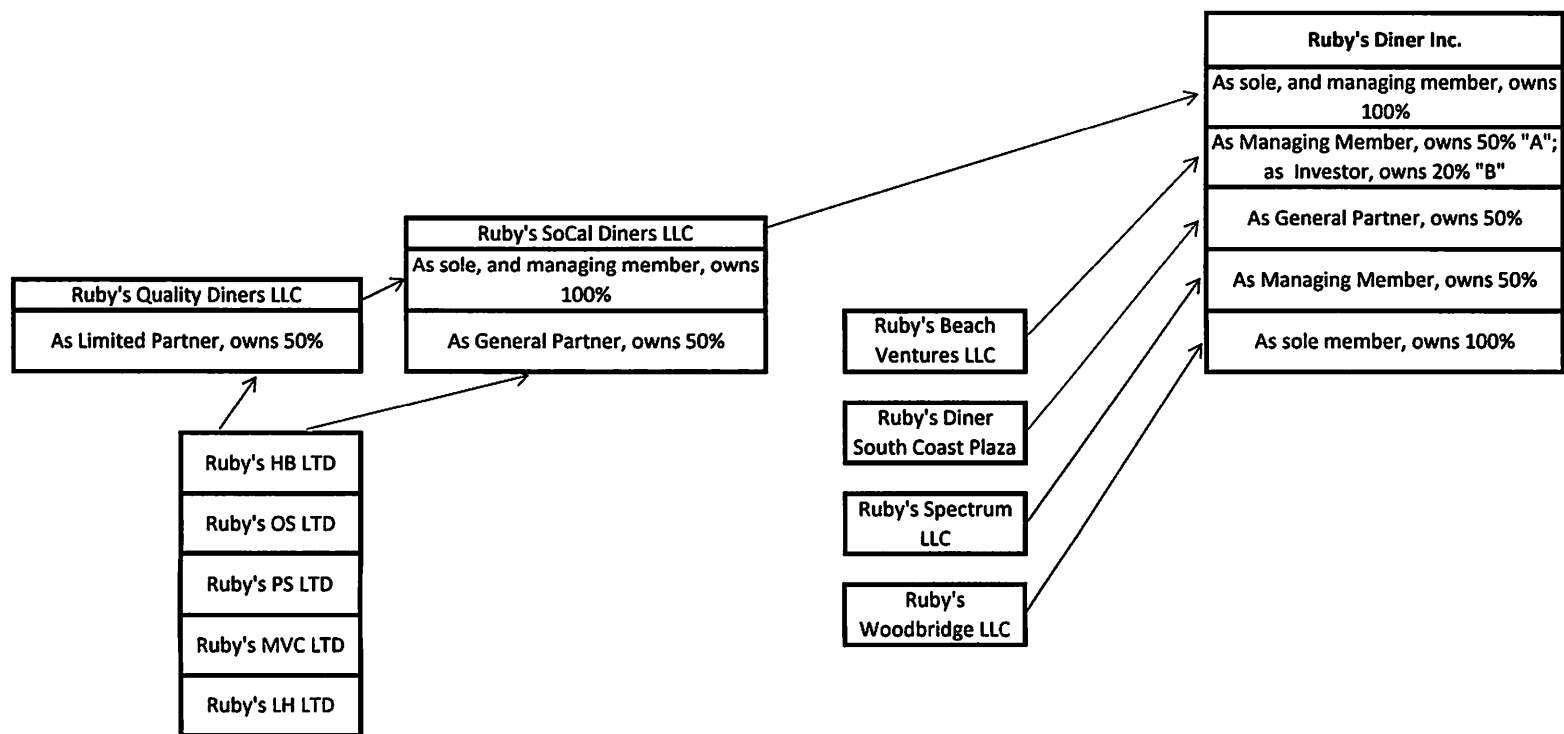 Ruby's Diner Inc.
As sole, and managing member, owns
100%
As Managing Member, owns 50% "A";
as Investor, owns 20% "B"
As General Partner, owns 50%
As Managing Member, owns 50%
As sole member, owns 100%
Ruby's SoCal Diners LLC
As sole, and managing member, owns
100%
As General Partner, owns 50%
Ruby's Quality Diners LLC
As Limited Partner, owns 50%
Ruby's HB LTD
Ruby's OS LTD
Ruby's PS LTD
Ruby's MVC LTD
Ruby's LH LTD
Ruby's Beach
Ventures LLC
Ruby's Diner
South Coast Plaza
Ruby's Spectrum
LLC
Ruby's
Woodbridge LLC